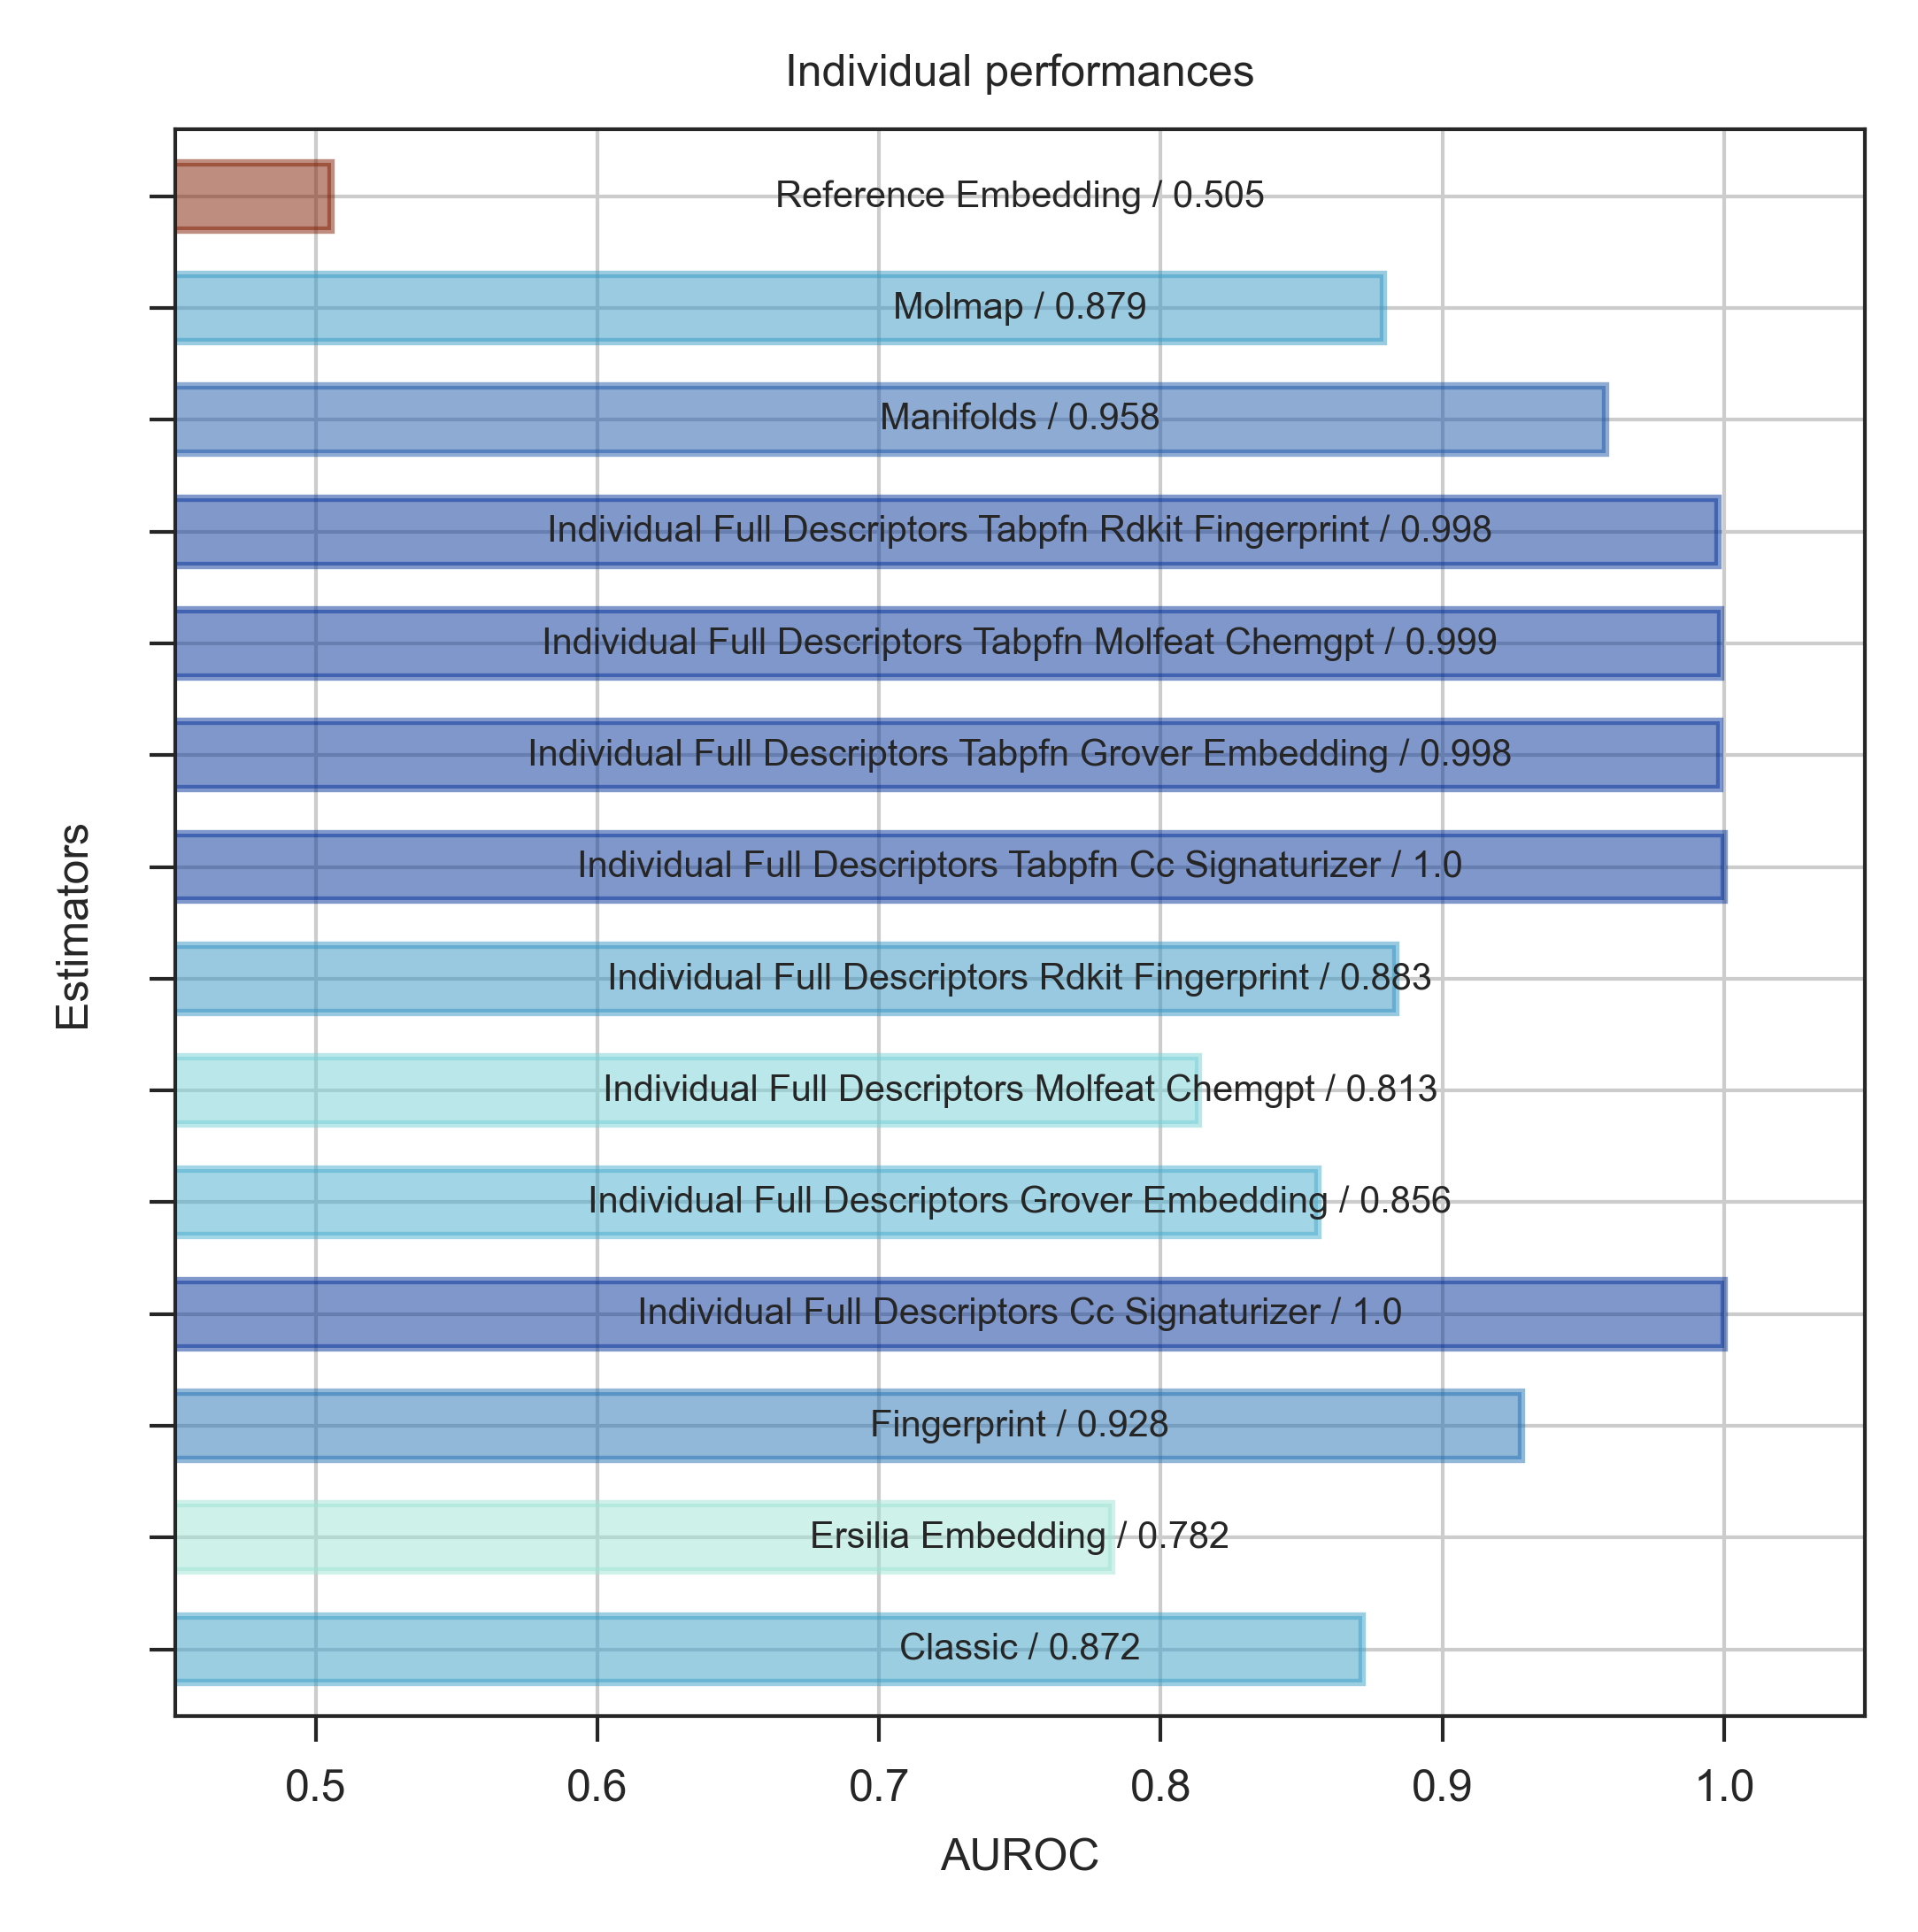 Individual performances
Reference Embedding / 0.505
Molmap / 0.879
Manifolds / 0.958
Individual Full Descriptors Tabpfn Rdkit Fingerprint / 0.998
Individual Full Descriptors Tabpfn Molfeat Chemgpt / 0.999
Individual Full Descriptors Tabpfn Grover Embedding / 0.998
Individual Full Descriptors Tabpfn Cc Signaturizer / 1.0
Individual Full Descriptors Rdkit Fingerprint / 0.883
Individual Full Descriptors Molfeat Chemgpt / 0.813
Individual Full Descriptors Grover Embedding / 0.856
Individual Full Descriptors Cc Signaturizer / 1.0
Fingerprint / 0.928
Ersilia Embedding / 0.782
Classic / 0.872
Estimators
0.5 0.6 0.7 0.8 0.9 1.0
AUROC